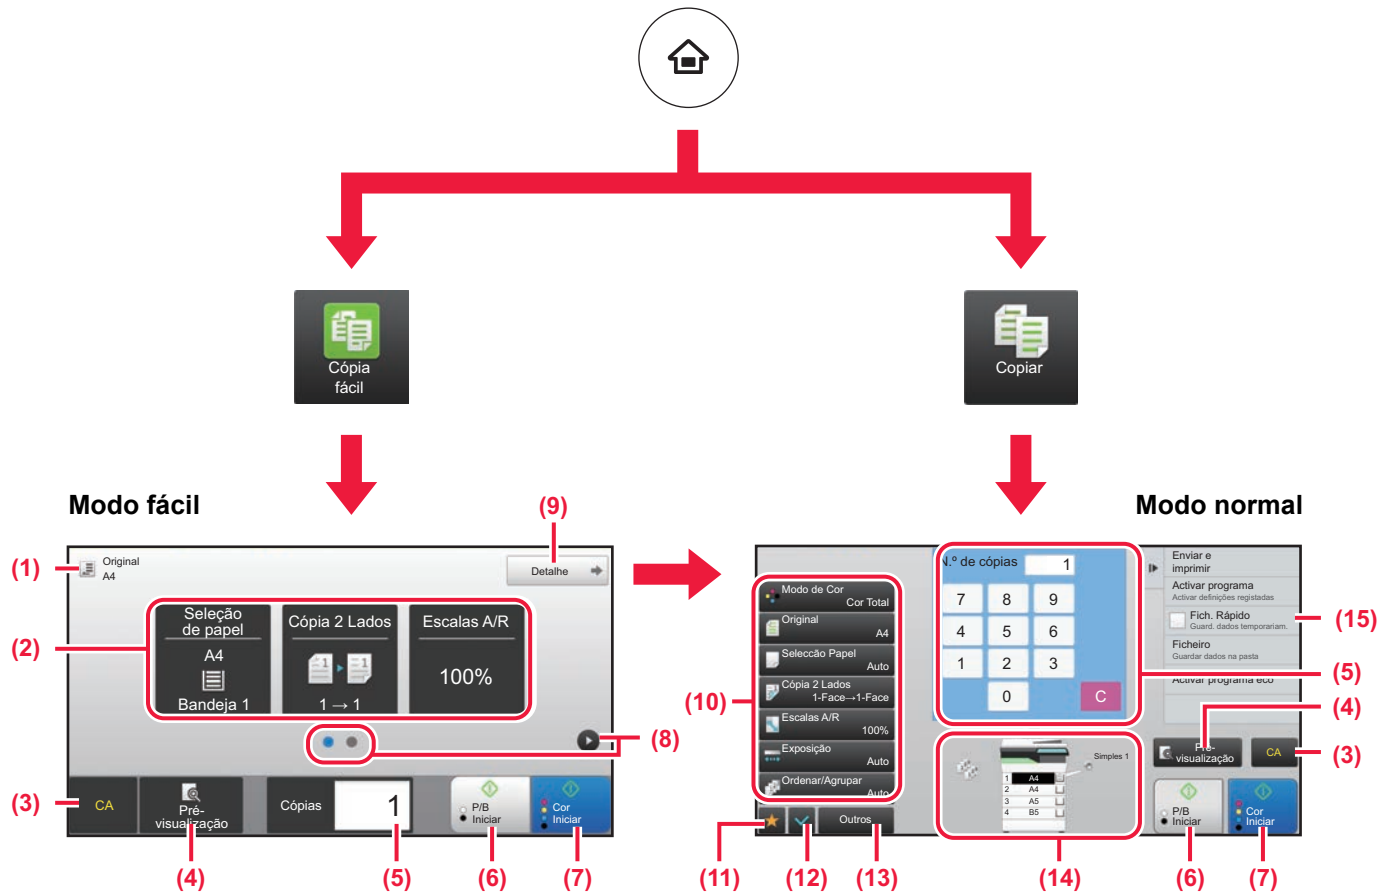 Cópia
fácil
Copiar
Modo fácil
Modo normal
(9)
(1)
Original
A4
Detalhe
(2)
Seleção
de papel
A4
Bandeja 1
Cópia 2 Lados
1
1
1 → 1
Escalas A/R
100%
(8)
(3)
CA
Pré-
visualização
Cópias
1
P/B
Iniciar
Cor
Iniciar
(4)
(5)
(6)
(7)
(10)
Modo de Cor
Cor Total
Original
A4
Selecção Papel
Auto
Cópia 2 Lados
1-Face→1-Face
Escalas A/R
100%
Exposição
Auto
Ordenar/Agrupar
Auto
Outros
N.º de cópias
1
7 8 9
4 5 6
1 2 3
0
C
Simples 1
1 A4
2 A4
3 A5
4 B5
Enviar e
imprimir
Activar programa
Activar definições registadas
Fich. Rápido
Guard. dados temporariam.
Ficheiro
Guardar dados na pasta
Activar programa eco
(15)
(5)
(4)
Pré-
visualização
CA
(3)
P/B
Iniciar
Cor
Iniciar
(11)
(12)
(13)
(14)
(6)
(7)